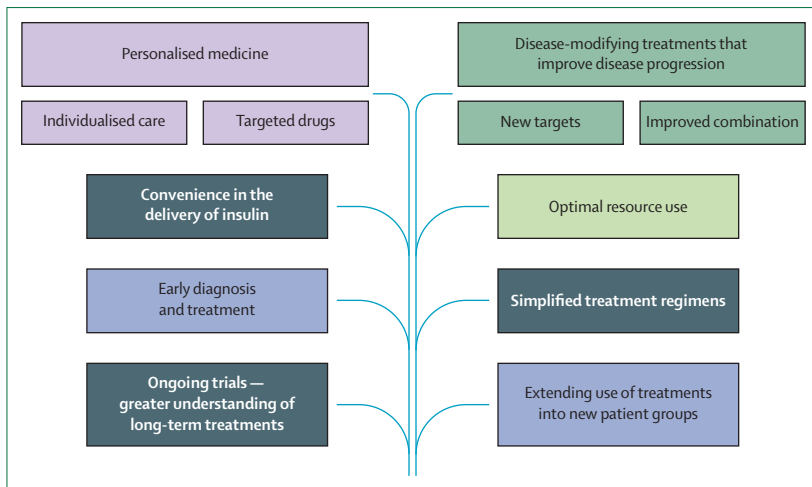 Personalised medicine
Disease-modifying treatments that
improve disease progression
Individualised care
Targeted drugs
New targets
Improved combination
Convenience in the
delivery of insulin
Optimal resource use
Early diagnosis
and treatment
Simplified treatment regimens
Ongoing trials —
greater understanding of
long-term treatments
Extending use of treatments
into new patient groups